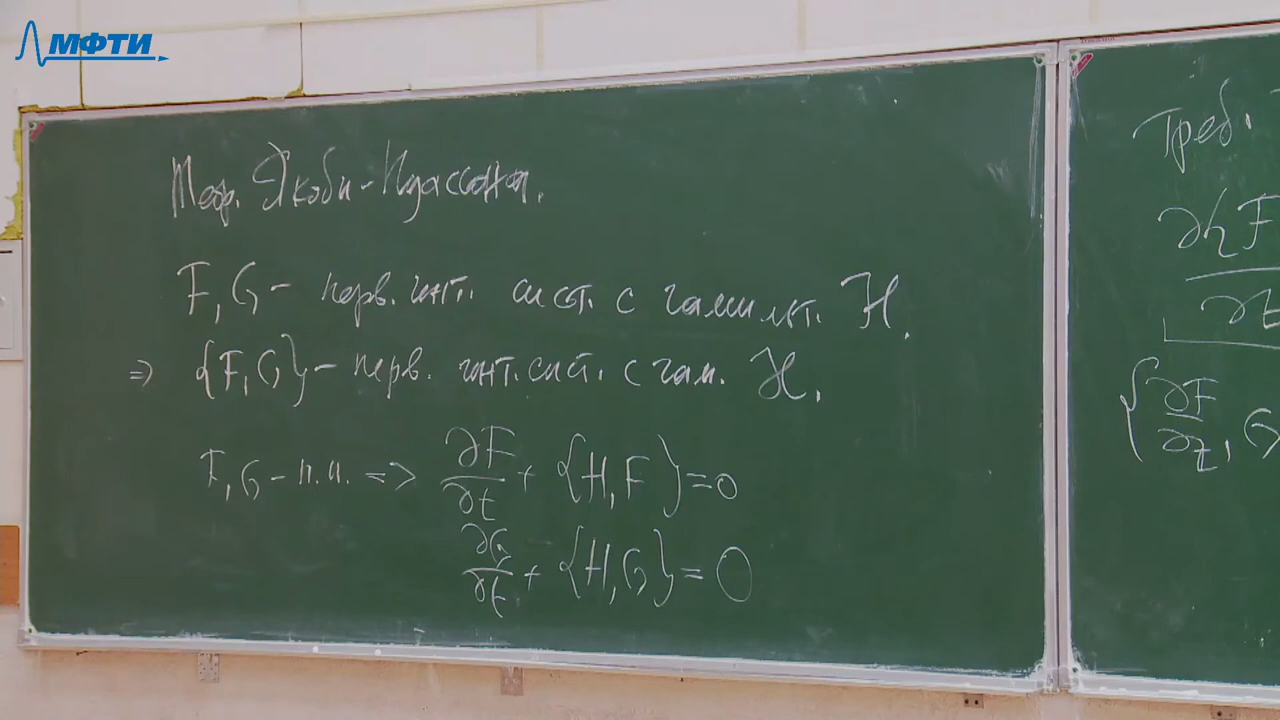 МФТИ
Теор. Якоби-Пуассона.
F, G - перв. инт. сист. с гамильт. H.
⇒ {F, G} - перв. инт. сист. с гам. H.
F, G - п.и. => ∂F/∂t + {H, F} = 0
∂G/∂t + {H, G} = 0
Треб.
∂{F
∂t
{∂F/∂t, G